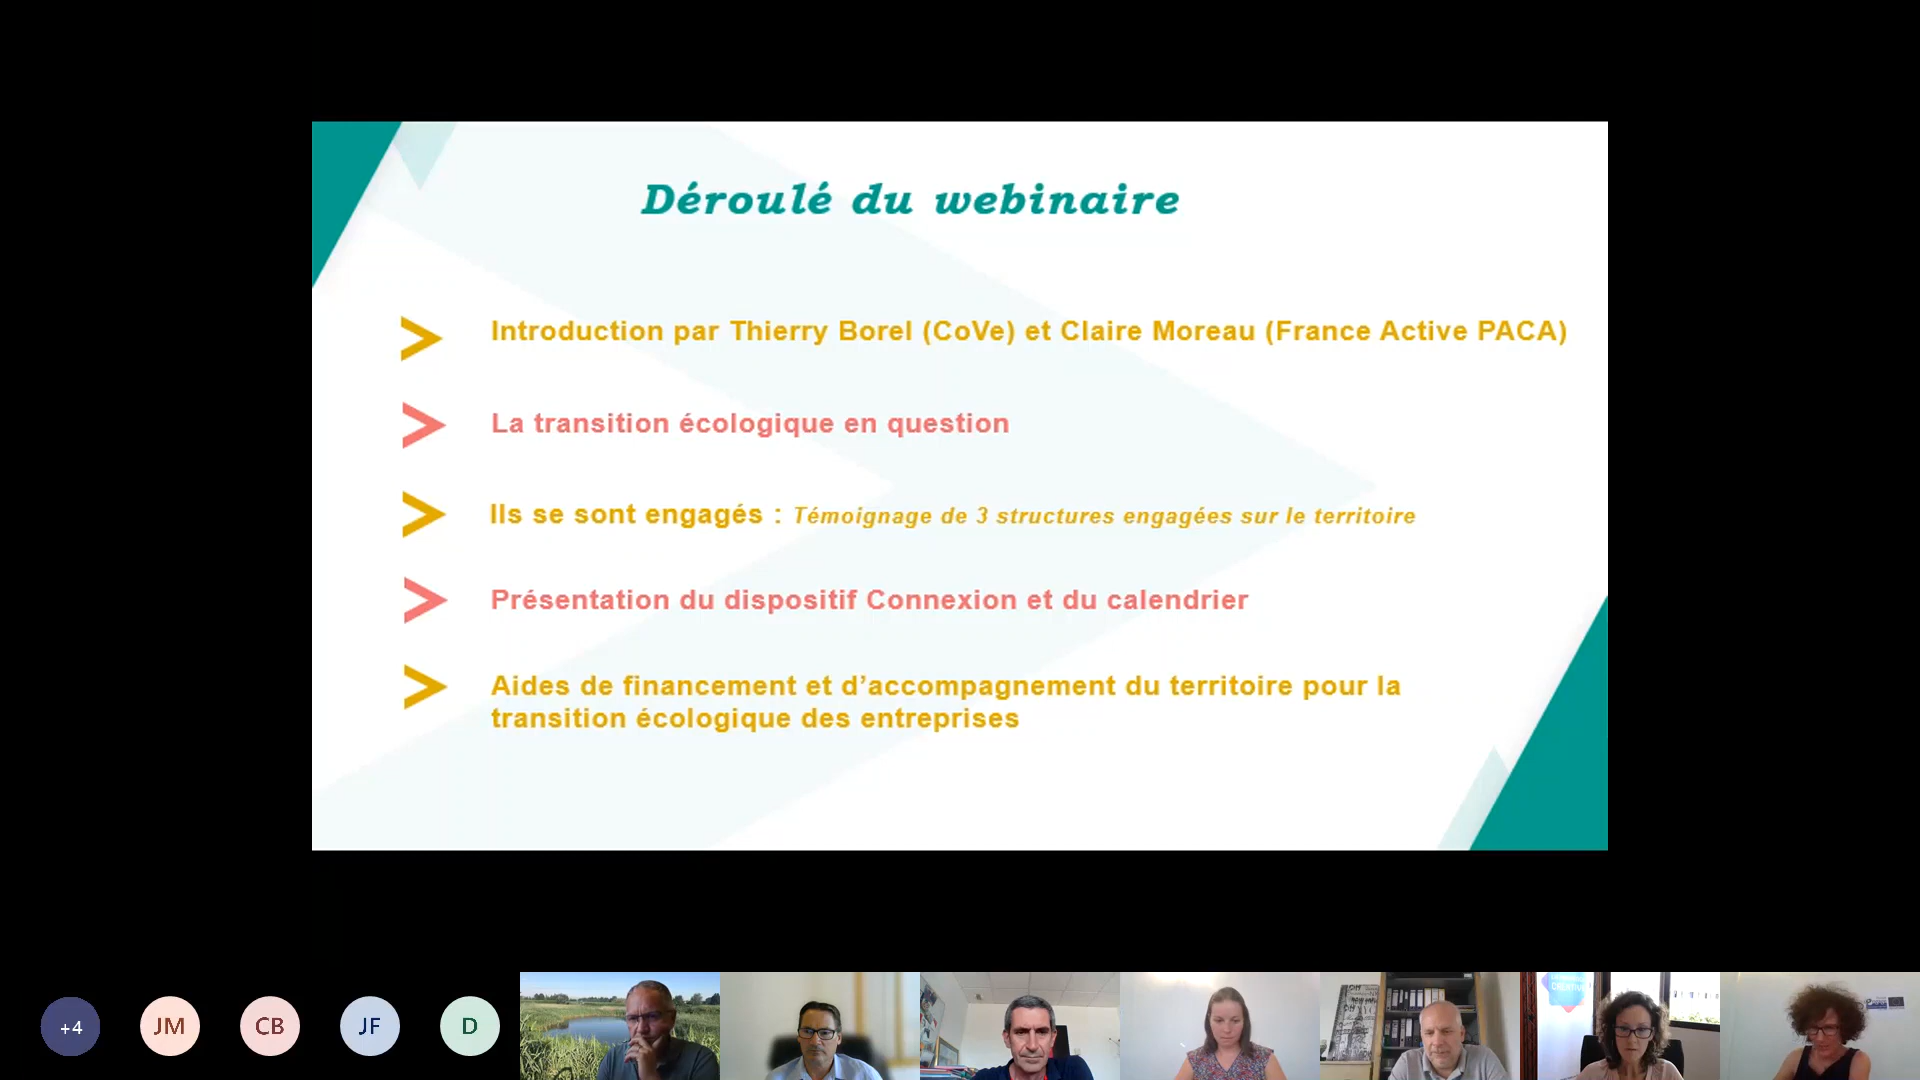 Déroulé du webinaire
Introduction par Thierry Borel (CoVe) et Claire Moreau (France Active PACA)
La transition écologique en question
Ils se sont engagés : Témoignage de 3 structures engagées sur le territoire
Présentation du dispositif Connexion et du calendrier
Aides de financement et d’accompagnement du territoire pour la
transition écologique des entreprises
+4
JM
CB
JF
D